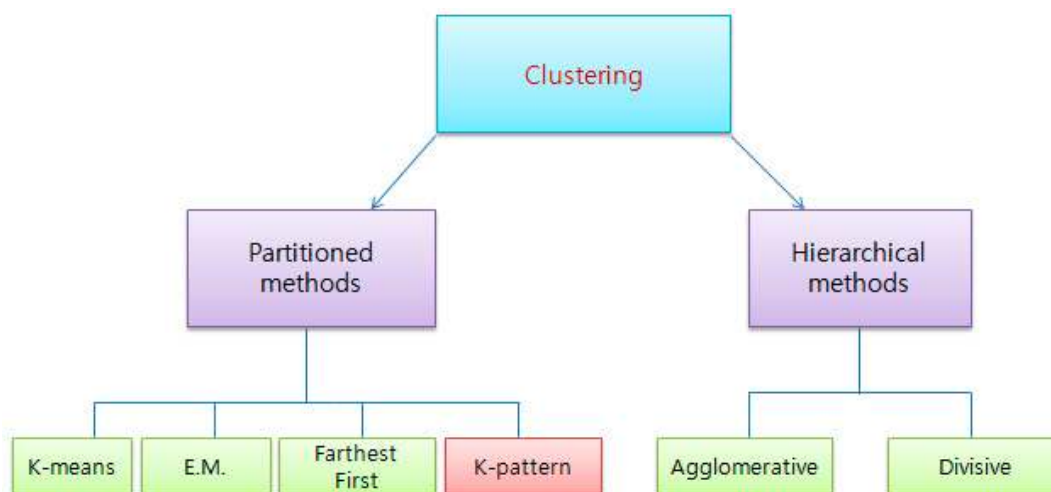 Clustering
Partitioned
methods
Hierarchical
methods
K-means
E.M.
Farthest
First
K-pattern
Agglomerative
Divisive